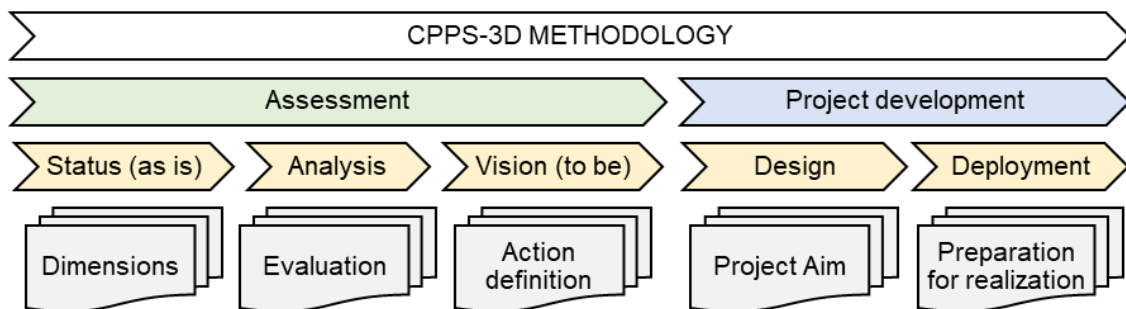 CPPS-3D METHODOLOGY
Assessment
Project development
Status (as is)
Analysis
Vision (to be)
Design
Deployment
Dimensions
Evaluation
Action
definition
Project Aim
Preparation
for realization